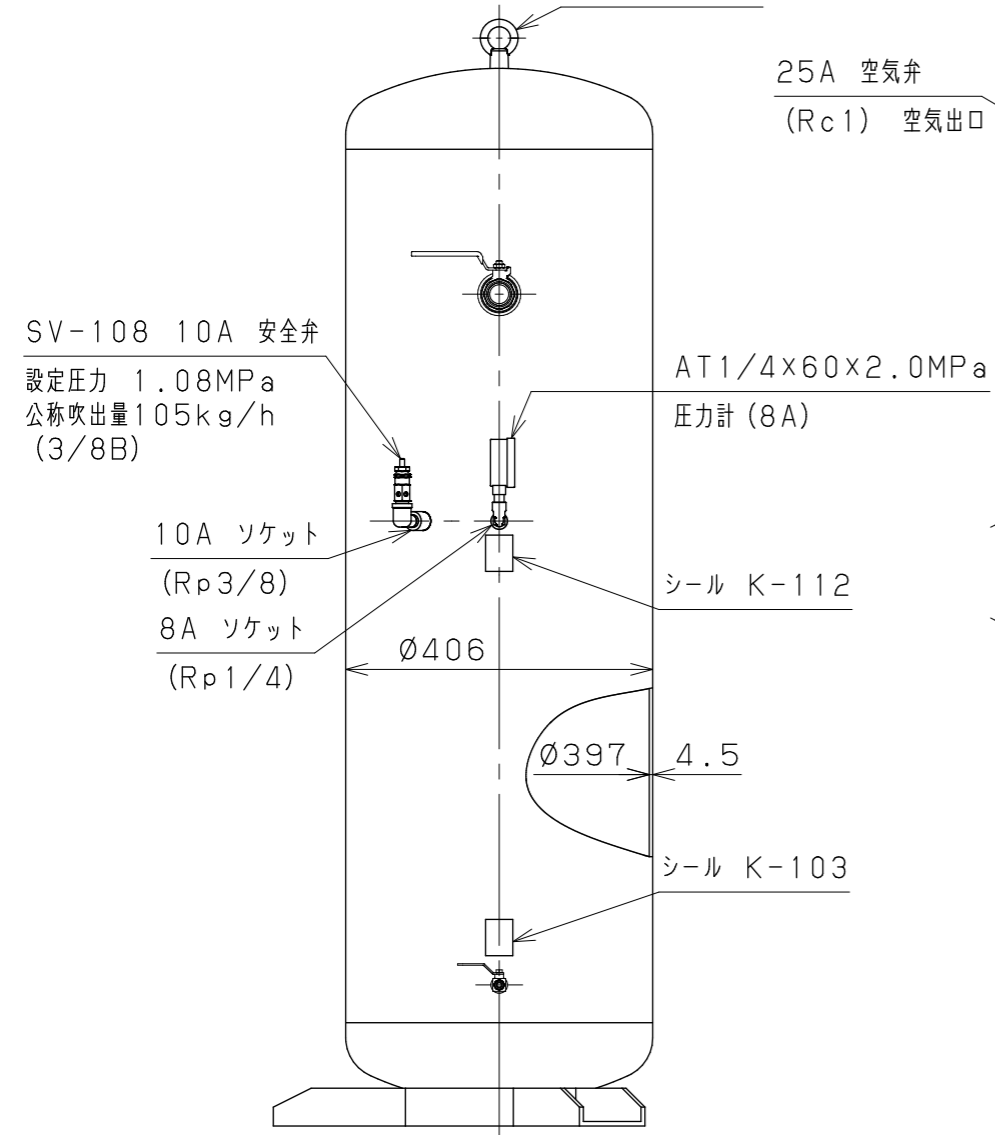 25A 空気弁
(Rc1) 空気出口
SV-108 10A 安全弁
設定圧力 1.08MPa
公称吹出量105kg/h
(3/8B)
AT1/4×60×2.0MPa
圧力計(8A)
10A ソケット
(Rp3/8)
シール K-112
8A ソケット
(Rp1/4)
Ø406
Ø397 4.5
シール K-103